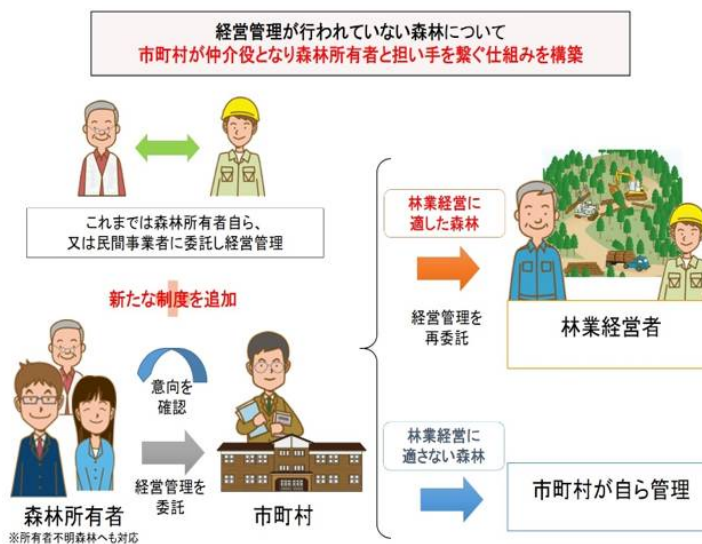 経営管理が行われていない森林について
市町村が仲介役となり森林所有者と担い手を繋ぐ仕組みを構築
これまでは森林所有者自ら、
又は民間事業者に委託し経営管理
新たな制度を追加
意向を
確認
経営管理を
委託
森林所有者
※所有者不明森林へも対応
市町村
林業経営に
適した森林
経営管理を
再委託
林業経営者
林業経営に
適さない森林
市町村が自ら管理